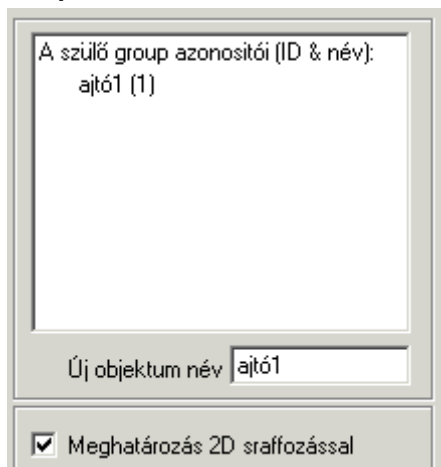 A szülő group azonositói (ID & név):
ajtó1 (1)
Új objektum név ajtó1
Meghatározás 2D sraffozással